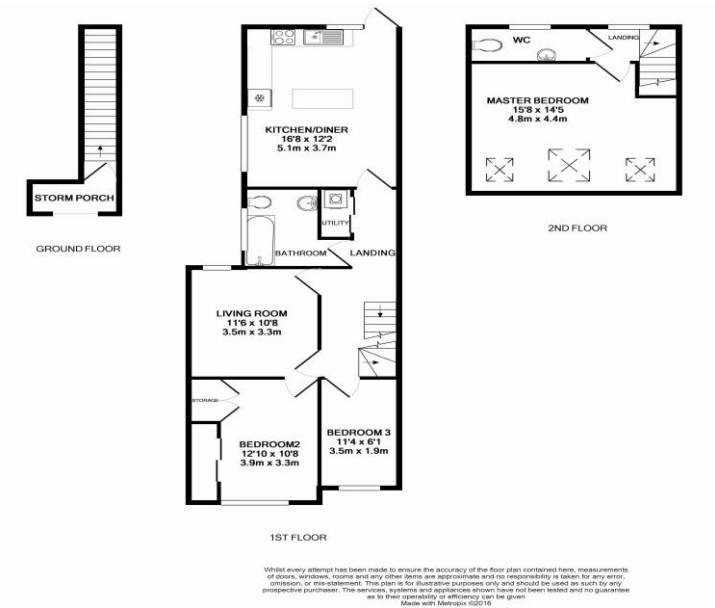 STORM PORCH
GROUND FLOOR
KITCHEN/DINER
16'8 x 12'2
5.1m x 3.7m
UTILITY
BATHROOM
LANDING
LIVING ROOM
11'6 x 10'8
3.5m x 3.3m
STORAGE
BEDROOM2
12'10 x 10'8
3.9m x 3.3m
BEDROOM 3
11'4 x 6'1
3.5m x 1.9m
1ST FLOOR
WC
LANDING
MASTER BEDROOM
15'8 x 14'5
4.8m x 4.4m
2ND FLOOR
Whilst every attempt has been made to ensure the accuracy of the floor plan contained here, measurements
of doors, windows, rooms and any other items are approximate and no responsibility is taken for any error,
omission, or mis-statement. This plan is for illustrative purposes only and should be used as such by any
prospective purchaser. The services, systems and appliances shown have not been tested and no guarantee
as to their operability or efficiency can be given
Made with Metropix ©2016